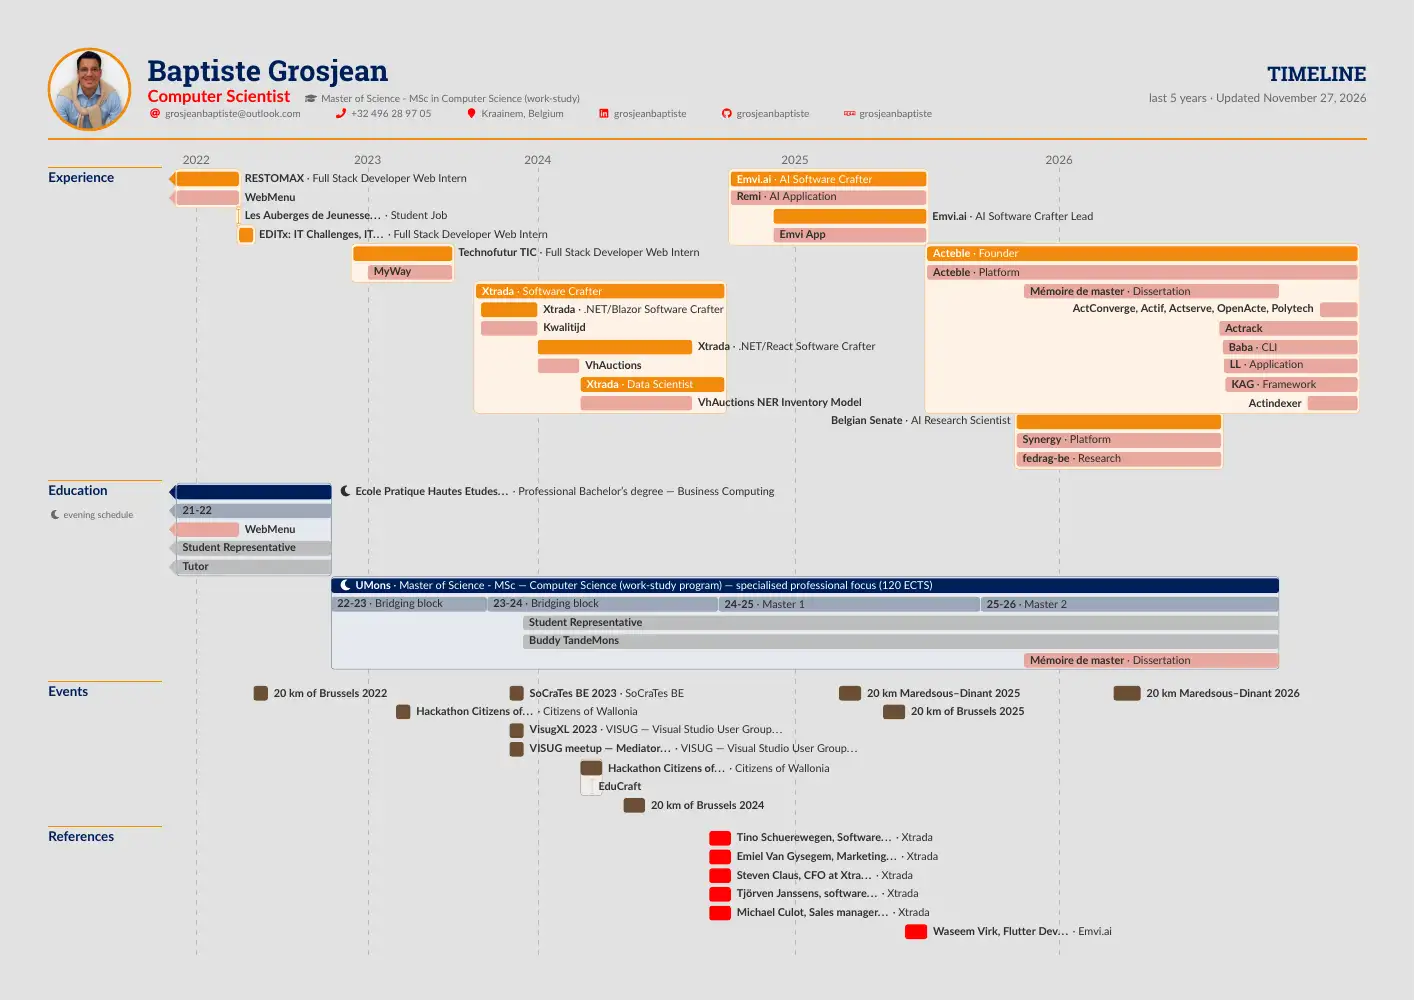 Baptiste Grosjean
TIMELINE
Computer Scientist Master of Science - MSc in Computer Science (work-study)
last 5 years · Updated November 27, 2026
grosjeanbaptiste@outlook.com +32 496 28 97 05 Kraainem, Belgium grosjeanbaptiste grosjeanbaptiste grosjeanbaptiste
2022 2023 2024 2025 2026
Experience
RESTOMAX · Full Stack Developer Web Intern
WebMenu
Les Auberges de Jeunesse… · Student Job
EDITx: IT Challenges, IT… · Full Stack Developer Web Intern
Technofutur TIC · Full Stack Developer Web Intern
MyWay
Xtrada · Software Crafter
Xtrada · .NET/Blazor Software Crafter
Kwalitijd
Xtrada · .NET/React Software Crafter
VhAuctions
Xtrada · Data Scientist
VhAuctions NER Inventory Model
Emvi.ai · AI Software Crafter
Remi · AI Application
Emvi.ai · AI Software Crafter Lead
Emvi App
Acteble · Founder
Acteble · Platform
Mémoire de master · Dissertation
ActConverge, Actif, Actserve, OpenActe, Polytech
Actrack
Baba · CLI
LL · Application
KAG · Framework
Actindexer
Belgian Senate · AI Research Scientist
Synergy · Platform
fedrag-be · Research
Education
evening schedule
Ecole Pratique Hautes Etudes… · Professional Bachelor’s degree — Business Computing
21-22
WebMenu
Student Representative
Tutor
UMons · Master of Science - MSc — Computer Science (work-study program) — specialised professional focus (120 ECTS)
22-23 · Bridging block 23-24 · Bridging block 24-25 · Master 1 25-26 · Master 2
Student Representative
Buddy TandeMons
Mémoire de master · Dissertation
Events
20 km of Brussels 2022 SoCraTes BE 2023 · SoCraTes BE 20 km Maredsous–Dinant 2025 20 km Maredsous–Dinant 2026
Hackathon Citizens of… · Citizens of Wallonia 20 km of Brussels 2025
VisugXL 2023 · VISUG — Visual Studio User Group…
VISUG meetup — Mediator… · VISUG — Visual Studio User Group…
Hackathon Citizens of… · Citizens of Wallonia
EduCraft
20 km of Brussels 2024
References
Tino Schuerewegen, Software… · Xtrada
Emiel Van Gysegem, Marketing… · Xtrada
Steven Claus, CFO at Xtra… · Xtrada
Tjörven Janssens, software… · Xtrada
Michael Culot, Sales manager… · Xtrada
Waseem Virk, Flutter Dev… · Emvi.ai